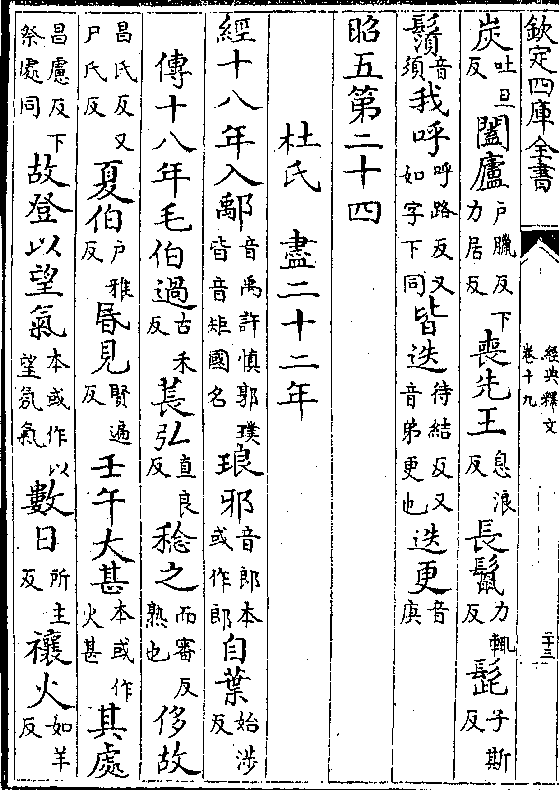 欽定四庫全書
經典釋文
卷十九
二十三
炭吐旦反闔廬戶臘反下力居反喪先王息浪反長鬣力輒反髭子斯反
鬚音須我呼呼路反又如字下同皆迭待結反又音弟更也迭更音庚
昭五第二十四
杜氏 盡二十二年
經十八年入鄅音禹許慎郭璞皆音矩國名琅邪音郎本或作郎自葉始涉反
傳十八年毛伯過古禾反萇弘直良反稔之而審反熟也侈故
昌氏反又尸氏反夏伯戶雅反昬見賢遍反壬午大甚本或作火甚其處
昌慮反下祭處同故登以望氣本或作以望氛氣數日所主反禳火如羊反